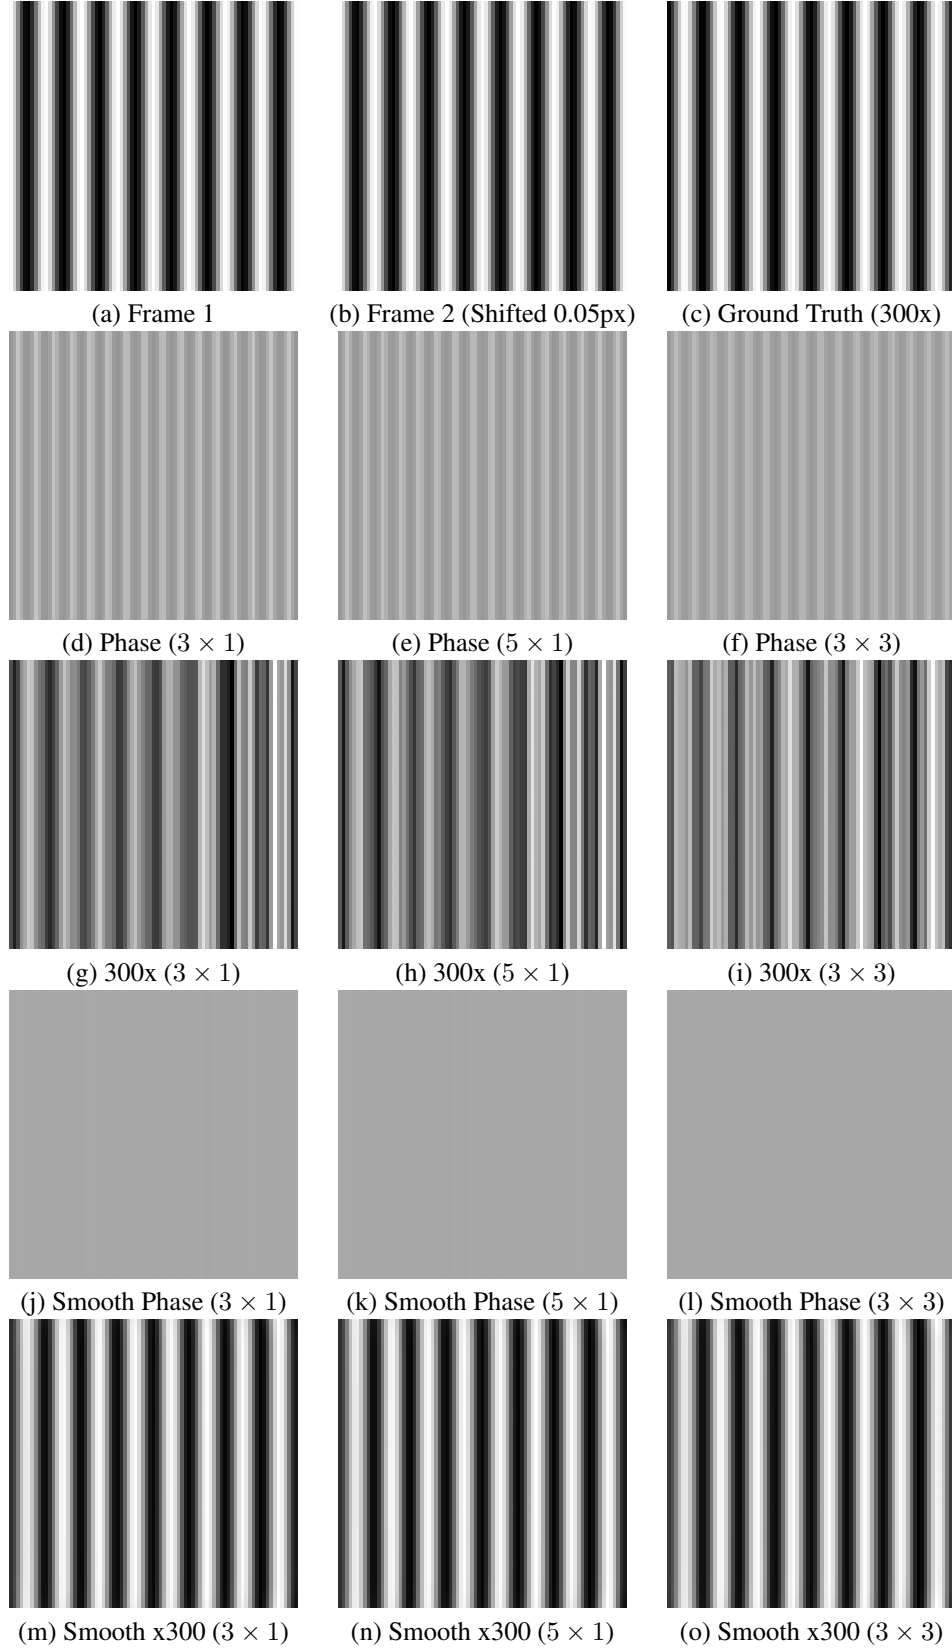 (a) Frame 1
(b) Frame 2 (Shifted 0.05px)
(c) Ground Truth (300x)
(d) Phase (3 × 1)
(e) Phase (5 × 1)
(f) Phase (3 × 3)
(g) 300x (3 × 1)
(h) 300x (5 × 1)
(i) 300x (3 × 3)
(j) Smooth Phase (3 × 1)
(k) Smooth Phase (5 × 1)
(l) Smooth Phase (3 × 3)
(m) Smooth x300 (3 × 1)
(n) Smooth x300 (5 × 1)
(o) Smooth x300 (3 × 3)